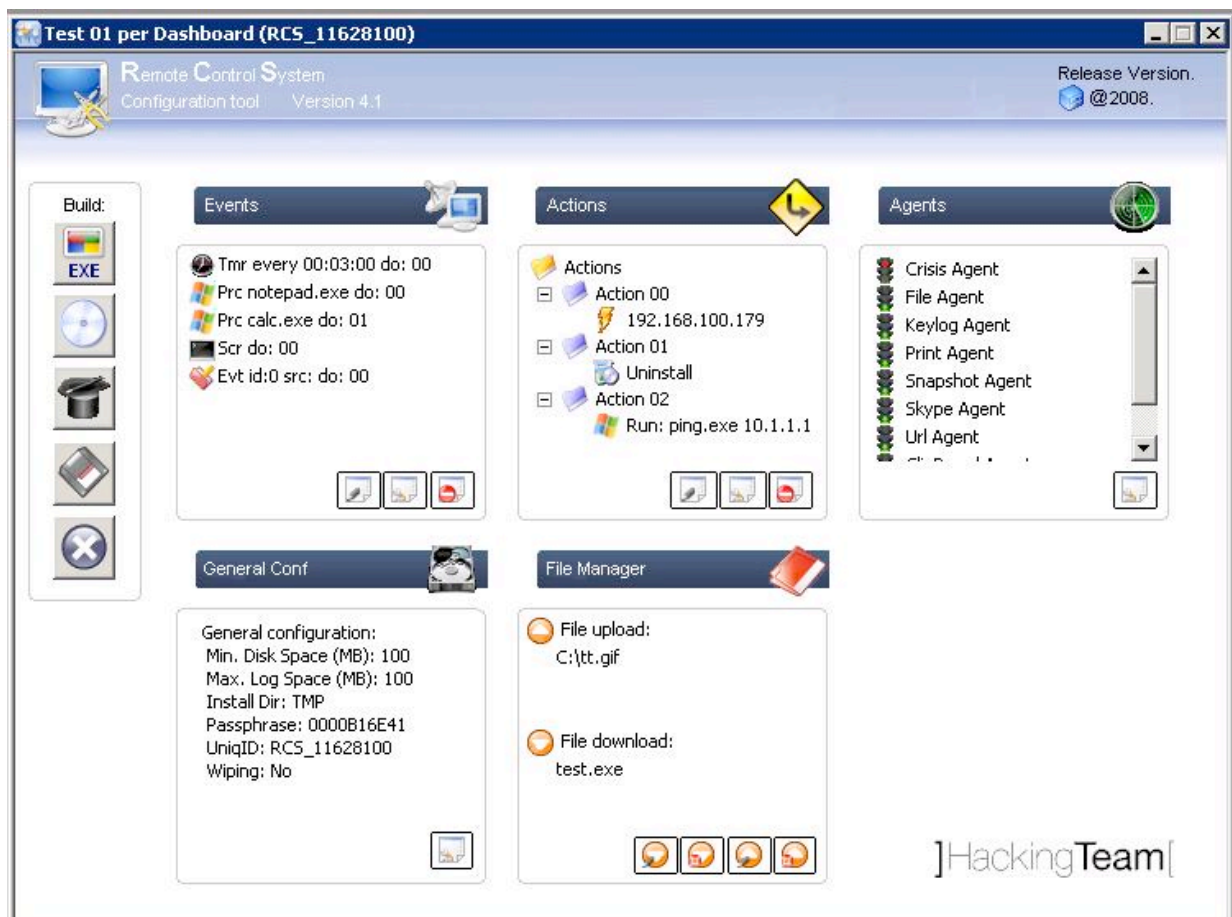 Test 01 per Dashboard (RCS_11628100)
Remote Control System
Configuration tool Version 4.1
Release Version.
@2008.
Build:
EXE
Events
Tmr every 00:03:00 do: 00
Prc notepad.exe do: 00
Prc calc.exe do: 01
Scr do: 00
Evt id:0 src: do: 00
Actions
Actions
Action 00
192.168.100.179
Action 01
Uninstall
Action 02
Run: ping.exe 10.1.1.1
Agents
Crisis Agent
File Agent
Keylog Agent
Print Agent
Snapshot Agent
Skype Agent
Url Agent
General Conf
General configuration:
Min. Disk Space (MB): 100
Max. Log Space (MB): 100
Install Dir: TMP
Passphrase: 0000B16E41
UniqID: RCS_11628100
Wiping: No
File Manager
File upload:
C:\tt.gif
File download:
test.exe
]HackingTeam[